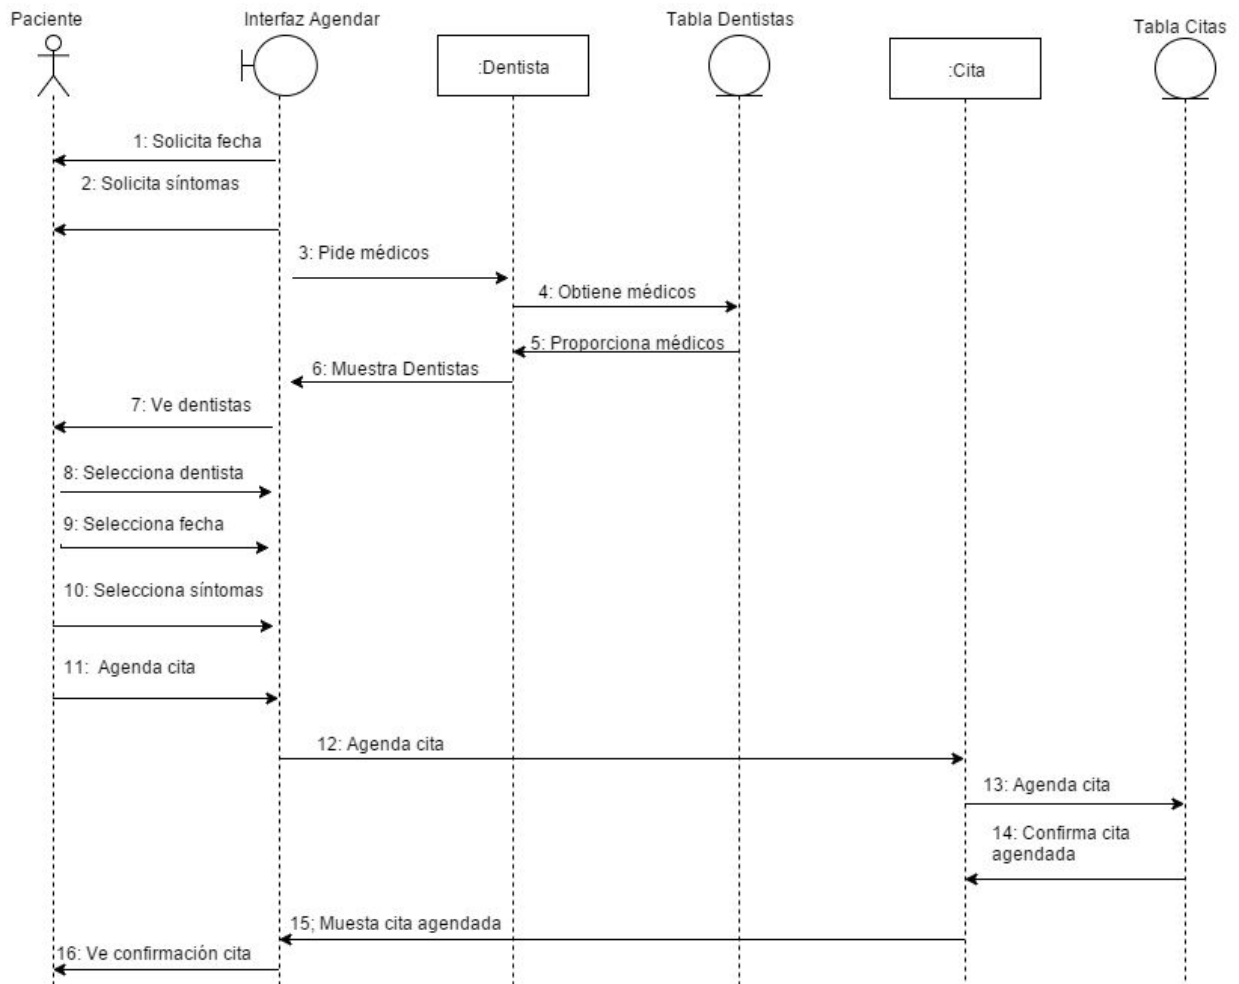 Paciente
Interfaz Agendar
Tabla Dentistas
Tabla Citas
:Dentista
:Cita
1: Solicita fecha
2: Solicita síntomas
3: Pide médicos
4: Obtiene médicos
5: Proporciona médicos
6: Muestra Dentistas
7: Ve dentistas
8: Selecciona dentista
9: Selecciona fecha
10: Selecciona síntomas
11: Agenda cita
12: Agenda cita
13: Agenda cita
14: Confirma cita
agendada
15; Muesta cita agendada
16: Ve confirmación cita